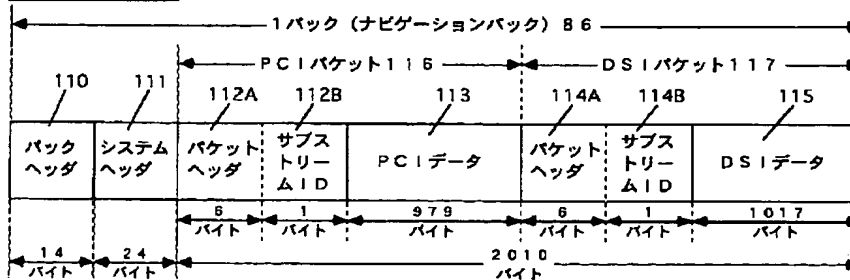 1パック(ナビゲーションパック)86
PCIパケット116
DSIパケット117
110
111
112A
112B
113
114A
114B
115
パック
ヘッダ
システム
ヘッダ
パケット
ヘッダ
サブス
トリー
ムID
PCIデータ
パケット
ヘッダ
サブス
トリー
ムID
DSIデータ
6
バイト
1
バイト
979
バイト
6
バイト
1
バイト
1017
バイト
14
バイト
24
バイト
2010
バイト